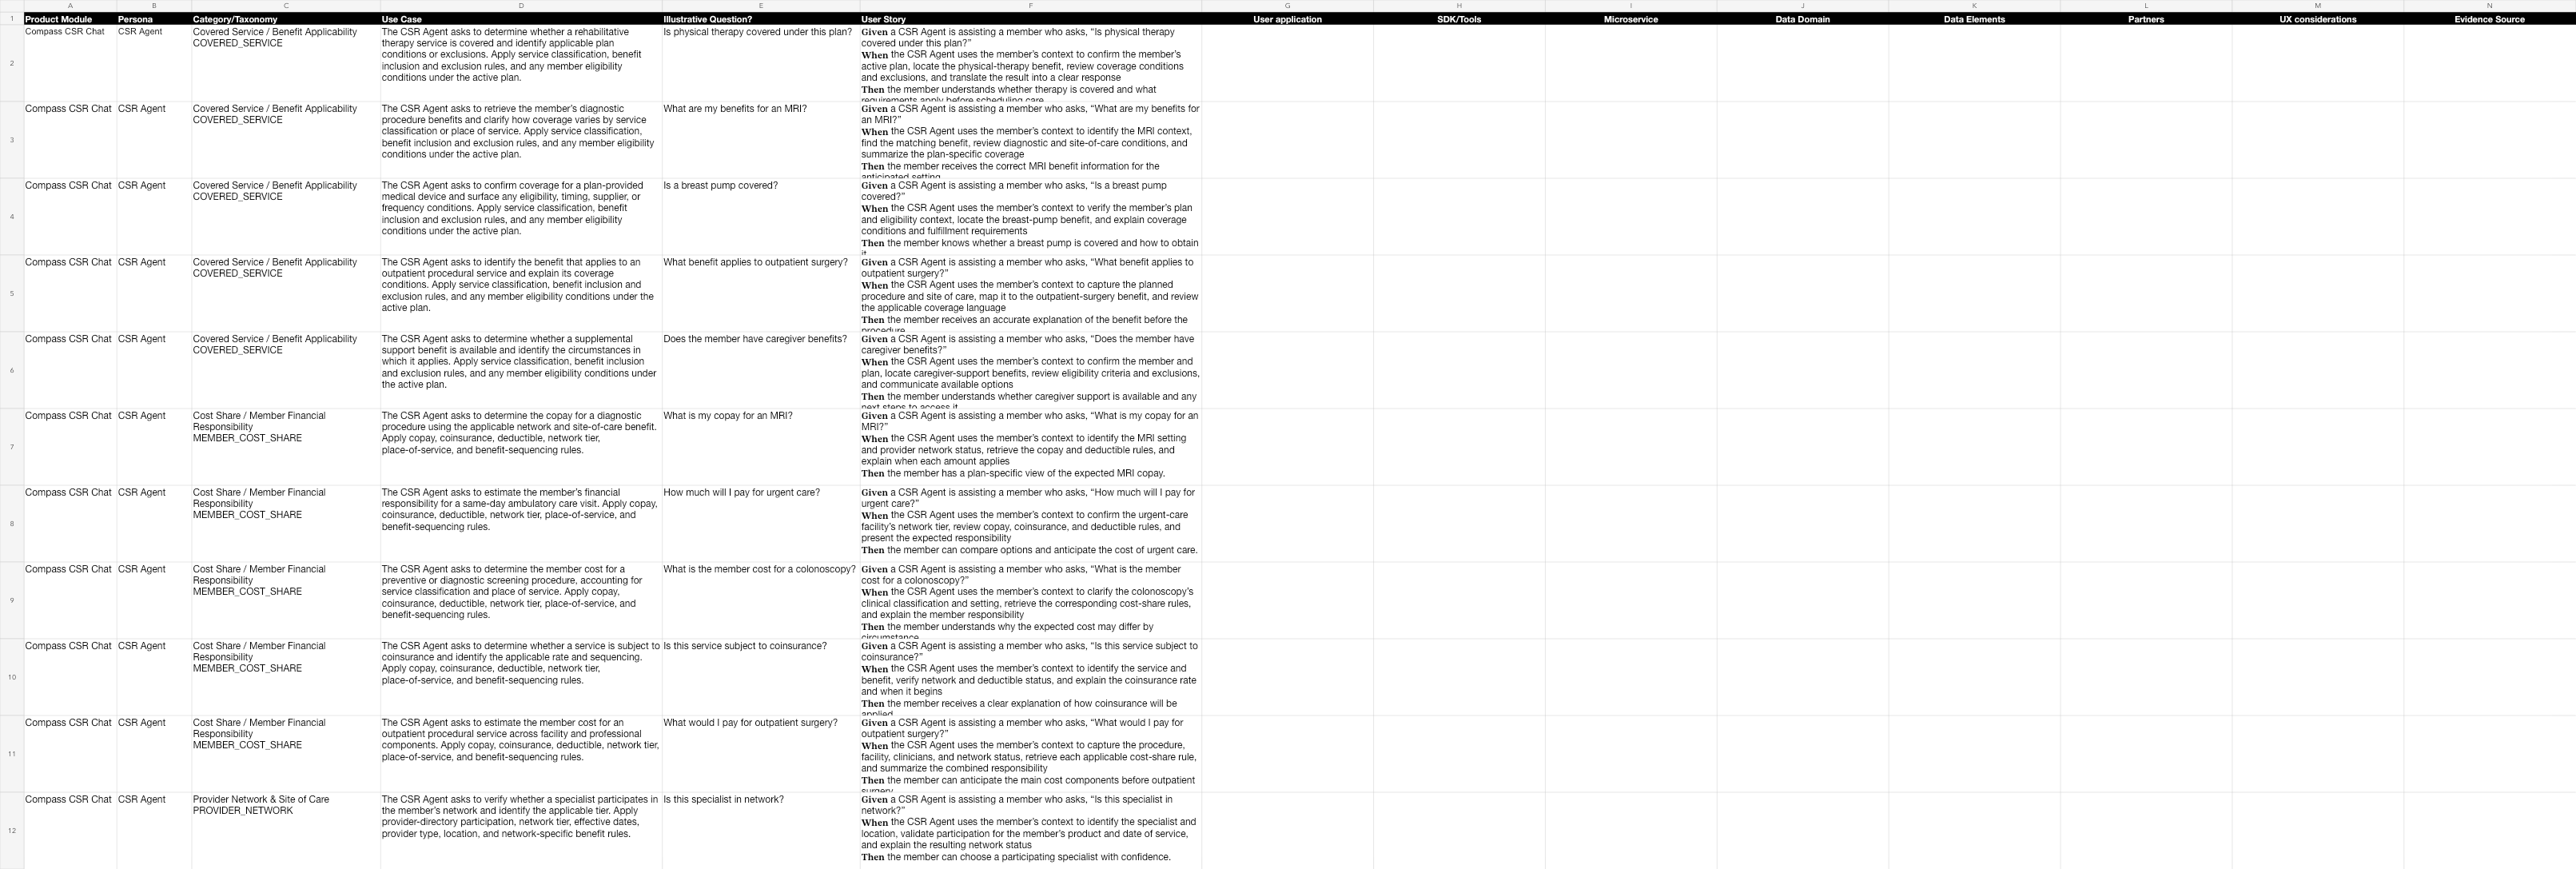 A B C D E F G H I J K L M N
1 Product Module Persona Category/Taxonomy Use Case Illustrative Question? User Story User application SDK/Tools Microservice Data Domain Data Elements Partners UX considerations Evidence Source
2
Compass CSR Chat
CSR Agent
Covered Service / Benefit Applicability
COVERED_SERVICE
The CSR Agent asks to determine whether a rehabilitative
therapy service is covered and identify applicable plan
conditions or exclusions. Apply service classification, benefit
inclusion and exclusion rules, and any member eligibility
conditions under the active plan.
Is physical therapy covered under this plan?
Given a CSR Agent is assisting a member who asks, “Is physical therapy
covered under this plan?”
When the CSR Agent uses the member’s context to confirm the member’s
active plan, locate the physical-therapy benefit, review coverage conditions
and exclusions, and translate the result into a clear response
Then the member understands whether therapy is covered and what
requirements apply before scheduling care
3
Compass CSR Chat
CSR Agent
Covered Service / Benefit Applicability
COVERED_SERVICE
The CSR Agent asks to retrieve the member’s diagnostic
procedure benefits and clarify how coverage varies by service
classification or place of service. Apply service classification,
benefit inclusion and exclusion rules, and any member eligibility
conditions under the active plan.
What are my benefits for an MRI?
Given a CSR Agent is assisting a member who asks, “What are my benefits for
an MRI?”
When the CSR Agent uses the member’s context to identify the MRI context,
find the matching benefit, review diagnostic and site-of-care conditions, and
summarize the plan-specific coverage
Then the member receives the correct MRI benefit information for the
anticipated setting
4
Compass CSR Chat
CSR Agent
Covered Service / Benefit Applicability
COVERED_SERVICE
The CSR Agent asks to confirm coverage for a plan-provided
medical device and surface any eligibility, timing, supplier, or
frequency conditions. Apply service classification, benefit
inclusion and exclusion rules, and any member eligibility
conditions under the active plan.
Is a breast pump covered?
Given a CSR Agent is assisting a member who asks, “Is a breast pump
covered?”
When the CSR Agent uses the member’s context to verify the member’s plan
and eligibility context, locate the breast-pump benefit, and explain coverage
conditions and fulfillment requirements
Then the member knows whether a breast pump is covered and how to obtain
it
5
Compass CSR Chat
CSR Agent
Covered Service / Benefit Applicability
COVERED_SERVICE
The CSR Agent asks to identify the benefit that applies to an
outpatient procedural service and explain its coverage
conditions. Apply service classification, benefit inclusion and
exclusion rules, and any member eligibility conditions under the
active plan.
What benefit applies to outpatient surgery?
Given a CSR Agent is assisting a member who asks, “What benefit applies to
outpatient surgery?”
When the CSR Agent uses the member’s context to capture the planned
procedure and site of care, map it to the outpatient-surgery benefit, and review
the applicable coverage language
Then the member receives an accurate explanation of the benefit before the
procedure
6
Compass CSR Chat
CSR Agent
Covered Service / Benefit Applicability
COVERED_SERVICE
The CSR Agent asks to determine whether a supplemental
support benefit is available and identify the circumstances in
which it applies. Apply service classification, benefit inclusion
and exclusion rules, and any member eligibility conditions under
the active plan.
Does the member have caregiver benefits?
Given a CSR Agent is assisting a member who asks, “Does the member have
caregiver benefits?”
When the CSR Agent uses the member’s context to confirm the member and
plan, locate caregiver-support benefits, review eligibility criteria and exclusions,
and communicate available options
Then the member understands whether caregiver support is available and any
next steps to access it
7
Compass CSR Chat
CSR Agent
Cost Share / Member Financial
Responsibility
MEMBER_COST_SHARE
The CSR Agent asks to determine the copay for a diagnostic
procedure using the applicable network and site-of-care benefit.
Apply copay, coinsurance, deductible, network tier,
place-of-service, and benefit-sequencing rules.
What is my copay for an MRI?
Given a CSR Agent is assisting a member who asks, “What is my copay for an
MRI?”
When the CSR Agent uses the member’s context to identify the MRI setting
and provider network status, retrieve the copay and deductible rules, and
explain when each amount applies
Then the member has a plan-specific view of the expected MRI copay.
8
Compass CSR Chat
CSR Agent
Cost Share / Member Financial
Responsibility
MEMBER_COST_SHARE
The CSR Agent asks to estimate the member’s financial
responsibility for a same-day ambulatory care visit. Apply copay,
coinsurance, deductible, network tier, place-of-service, and
benefit-sequencing rules.
How much will I pay for urgent care?
Given a CSR Agent is assisting a member who asks, “How much will I pay for
urgent care?”
When the CSR Agent uses the member’s context to confirm the urgent-care
facility’s network tier, review copay, coinsurance, and deductible rules, and
present the expected responsibility
Then the member can compare options and anticipate the cost of urgent care.
9
Compass CSR Chat
CSR Agent
Cost Share / Member Financial
Responsibility
MEMBER_COST_SHARE
The CSR Agent asks to determine the member cost for a
preventive or diagnostic screening procedure, accounting for
service classification and place of service. Apply copay,
coinsurance, deductible, network tier, place-of-service, and
benefit-sequencing rules.
What is the member cost for a colonoscopy?
Given a CSR Agent is assisting a member who asks, “What is the member
cost for a colonoscopy?”
When the CSR Agent uses the member’s context to clarify the colonoscopy’s
clinical classification and setting, retrieve the corresponding cost-share rules,
and explain the member responsibility
Then the member understands why the expected cost may differ by
circumstance
10
Compass CSR Chat
CSR Agent
Cost Share / Member Financial
Responsibility
MEMBER_COST_SHARE
The CSR Agent asks to determine whether a service is subject to
coinsurance and identify the applicable rate and sequencing.
Apply copay, coinsurance, deductible, network tier,
place-of-service, and benefit-sequencing rules.
Is this service subject to coinsurance?
Given a CSR Agent is assisting a member who asks, “Is this service subject to
coinsurance?”
When the CSR Agent uses the member’s context to identify the service and
benefit, verify network and deductible status, and explain the coinsurance rate
and when it begins
Then the member receives a clear explanation of how coinsurance will be
applied
11
Compass CSR Chat
CSR Agent
Cost Share / Member Financial
Responsibility
MEMBER_COST_SHARE
The CSR Agent asks to estimate the member cost for an
outpatient procedural service across facility and professional
components. Apply copay, coinsurance, deductible, network tier,
place-of-service, and benefit-sequencing rules.
What would I pay for outpatient surgery?
Given a CSR Agent is assisting a member who asks, “What would I pay for
outpatient surgery?”
When the CSR Agent uses the member’s context to capture the procedure,
facility, clinicians, and network status, retrieve each applicable cost-share rule,
and summarize the combined responsibility
Then the member can anticipate the main cost components before outpatient
surgery
12
Compass CSR Chat
CSR Agent
Provider Network & Site of Care
PROVIDER_NETWORK
The CSR Agent asks to verify whether a specialist participates in
the member’s network and identify the applicable tier. Apply
provider-directory participation, network tier, effective dates,
provider type, location, and network-specific benefit rules.
Is this specialist in network?
Given a CSR Agent is assisting a member who asks, “Is this specialist in
network?”
When the CSR Agent uses the member’s context to identify the specialist and
location, validate participation for the member’s product and date of service,
and explain the resulting network status
Then the member can choose a participating specialist with confidence.